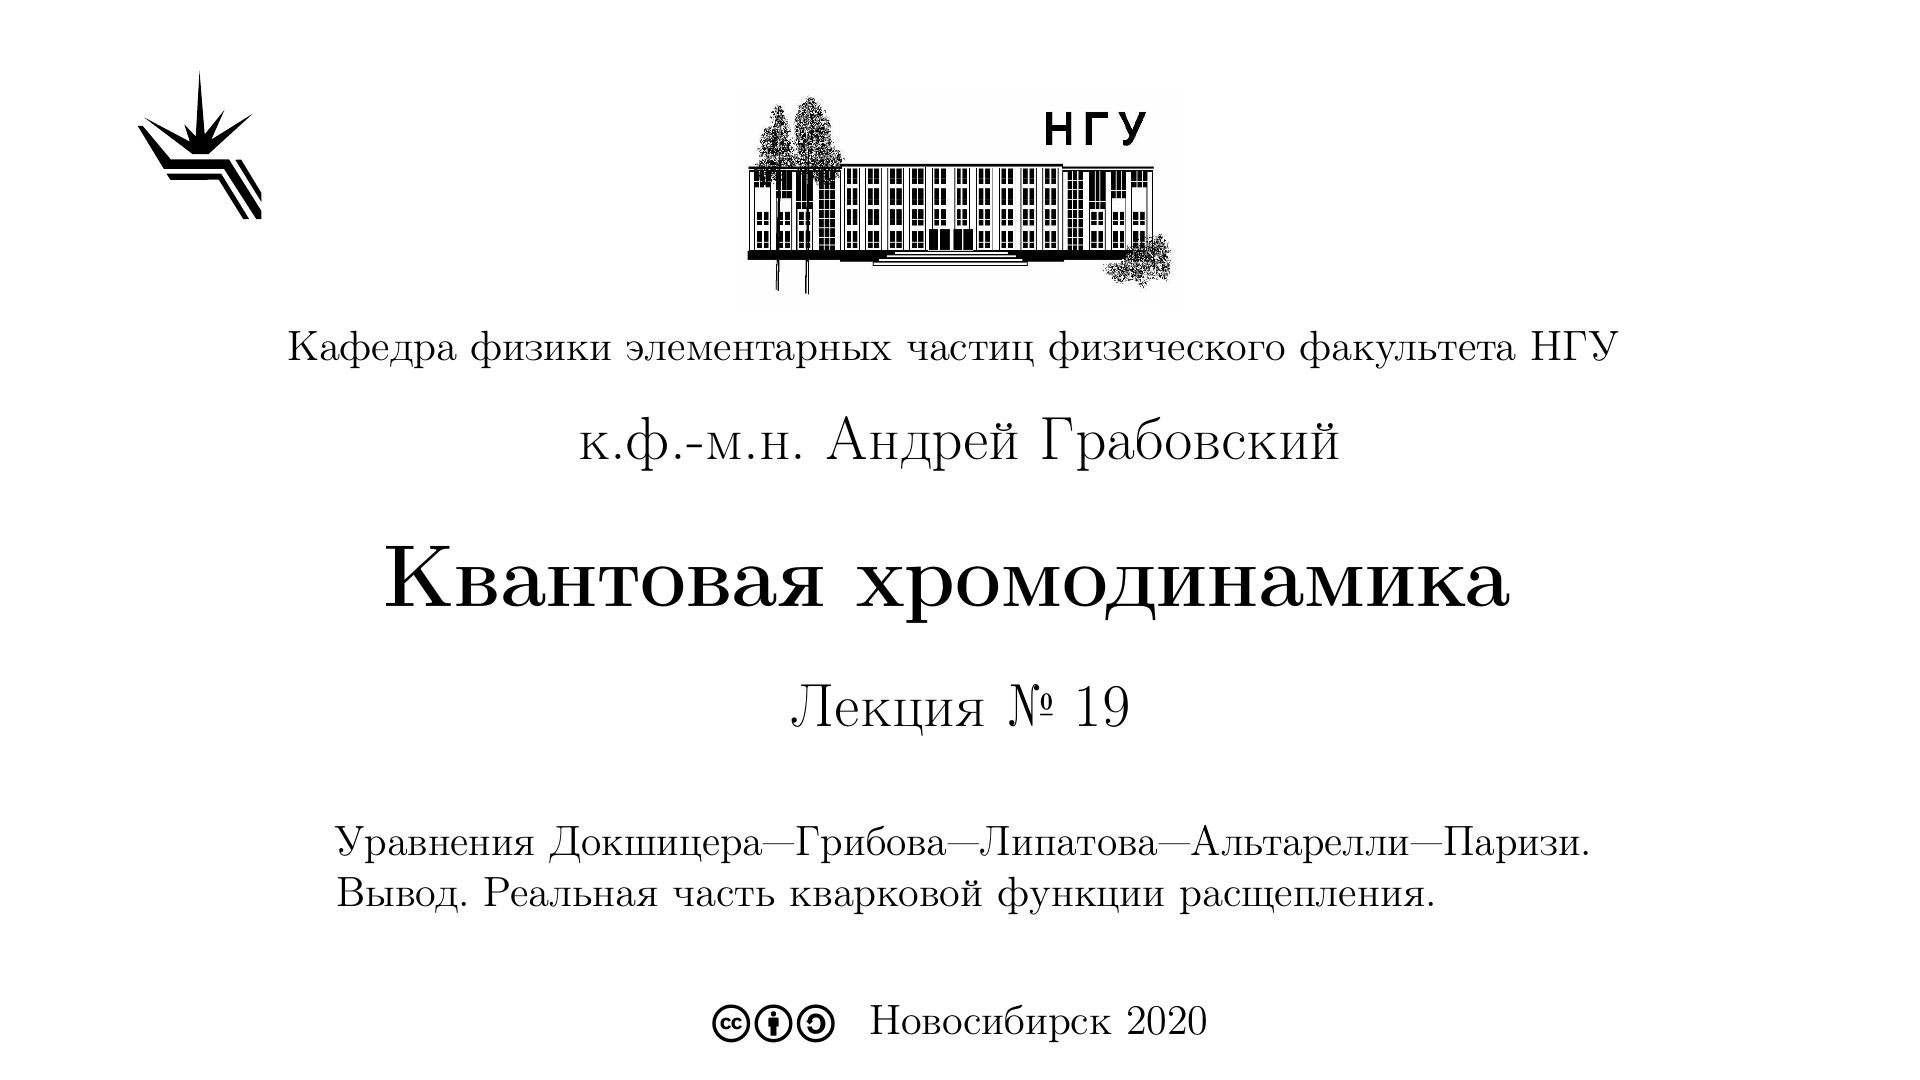 НГУ
Кафедра физики элементарных частиц физического факультета НГУ
к.ф.-м.н. Андрей Грабовский
Квантовая хромодинамика
Лекция № 19
Уравнения Докшицера—Грибова—Липатова—Альтарелли—Паризи.
Вывод. Реальная часть кварковой функции расщепления.
cc Новосибирск 2020